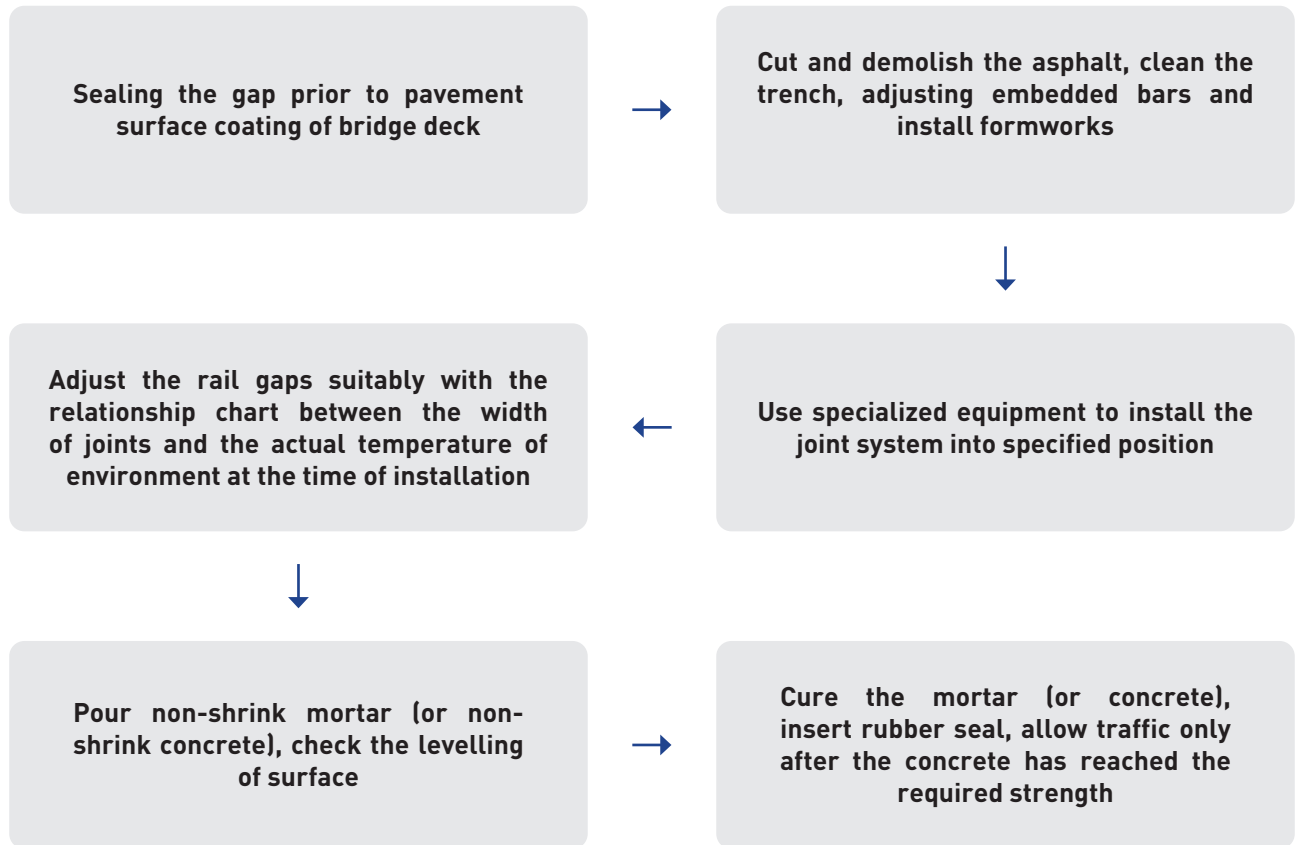 Sealing the gap prior to pavement
surface coating of bridge deck
Cut and demolish the asphalt, clean the
trench, adjusting embedded bars and
install formworks
Use specialized equipment to install the
joint system into specified position
Adjust the rail gaps suitably with the
relationship chart between the width
of joints and the actual temperature of
environment at the time of installation
Pour non-shrink mortar (or non-
shrink concrete), check the levelling
of surface
Cure the mortar (or concrete),
insert rubber seal, allow traffic only
after the concrete has reached the
required strength